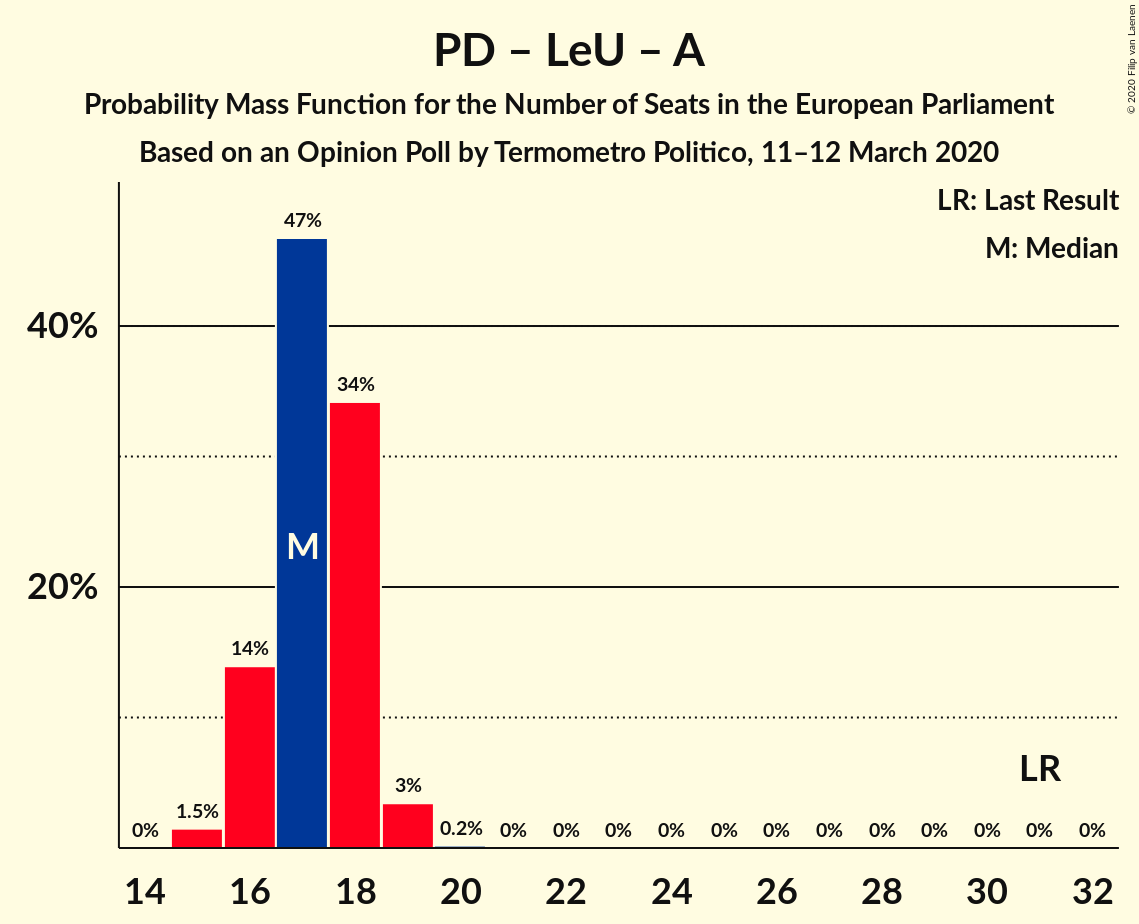 PD – LeU – A
Probability Mass Function for the Number of Seats in the European Parliament
Based on an Opinion Poll by Termometro Politico, 11–12 March 2020
© 2020 Filip van Laenen
LR: Last Result
M: Median
47%
40%
34%
M
20%
14%
LR
3%
1.5%
0% 0.2% 0% 0% 0% 0% 0% 0% 0% 0% 0% 0% 0% 0%
14 16 18 20 22 24 26 28 30 32